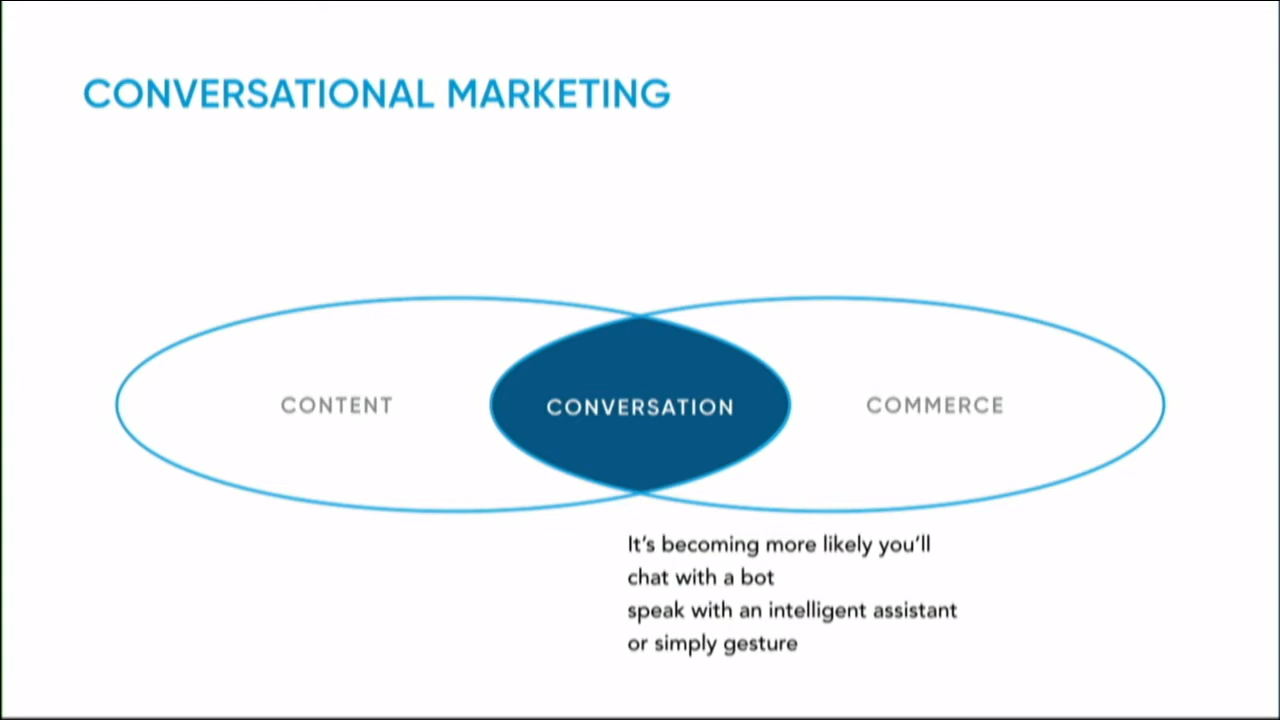 CONVERSATIONAL MARKETING
CONTENT
CONVERSATION
COMMERCE
It's becoming more likely you'll
chat with a bot
speak with an intelligent assistant
or simply gesture